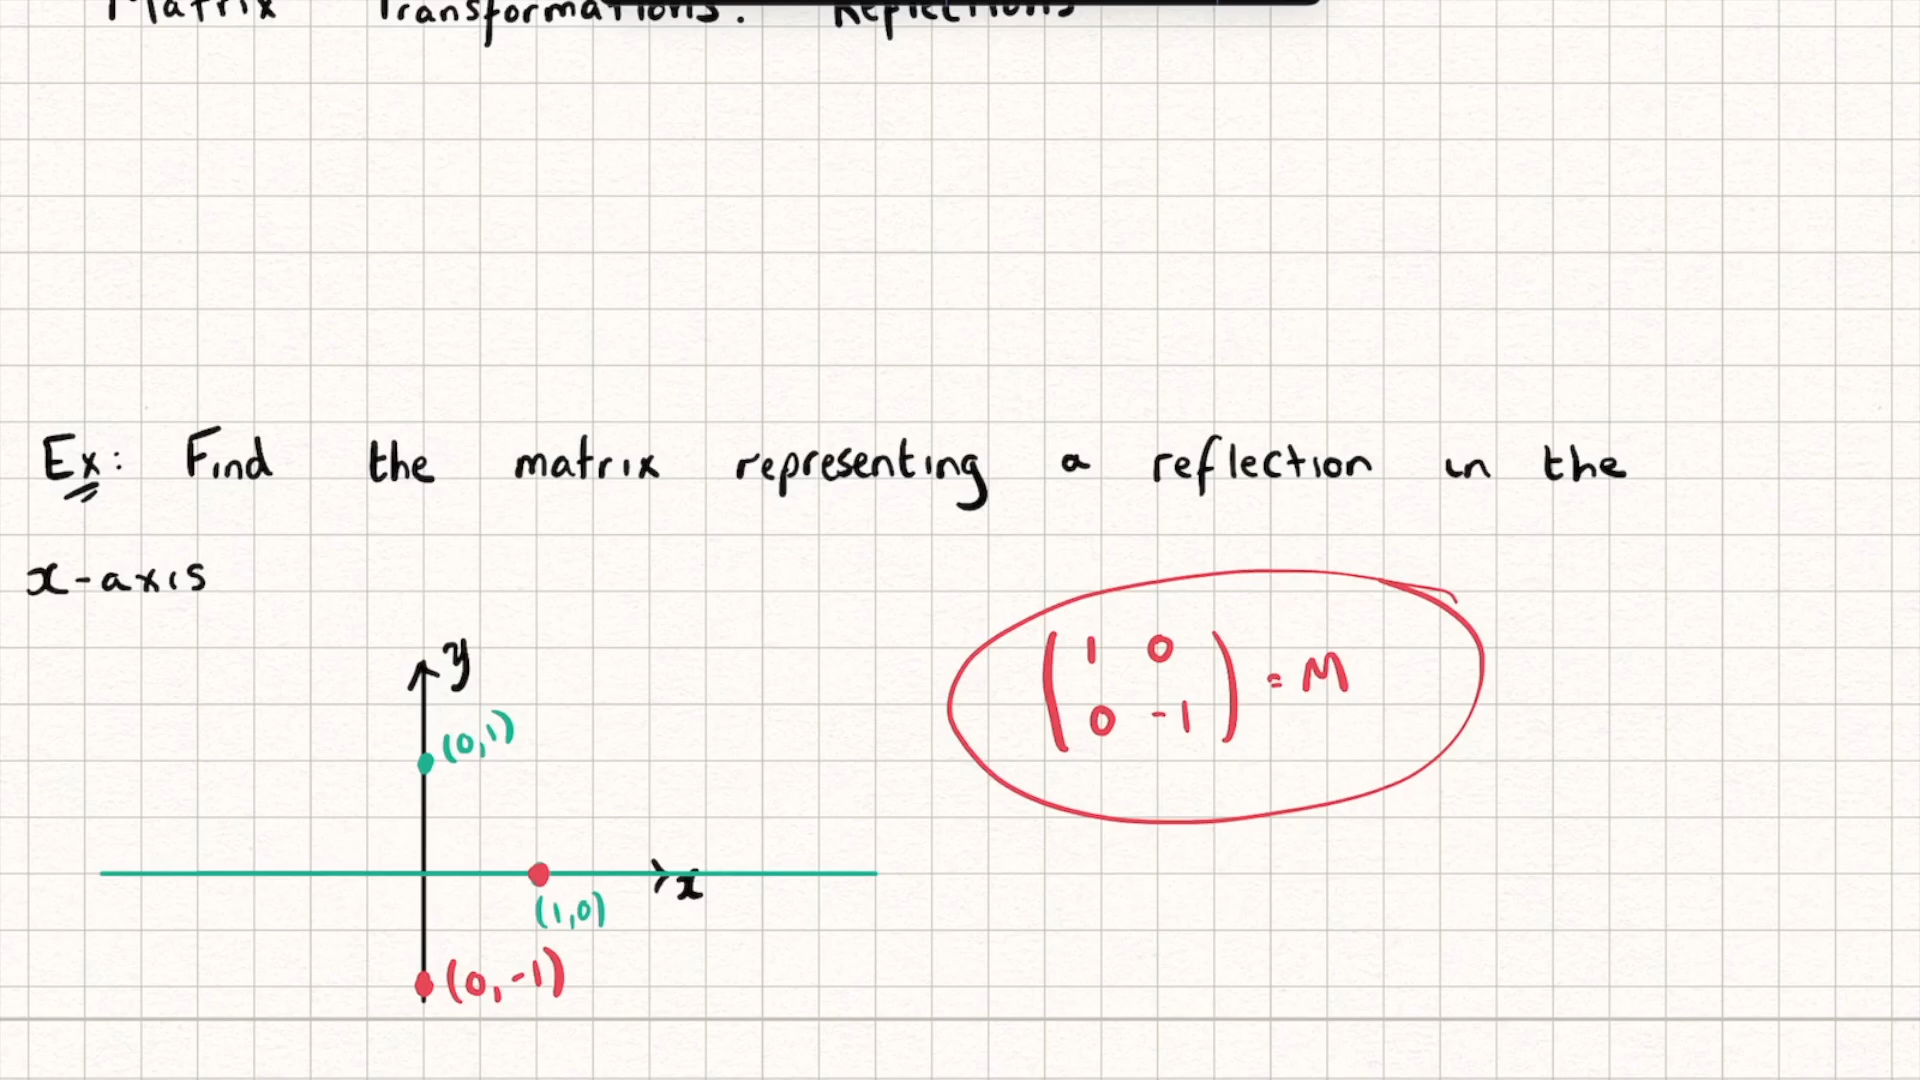 Matrix Transformations: Reflections
Ex: Find the matrix representing a reflection in the
x-axis
y
(0,1)
x
(1,0)
(0,-1)
( 1 0
0 -1 ) = M